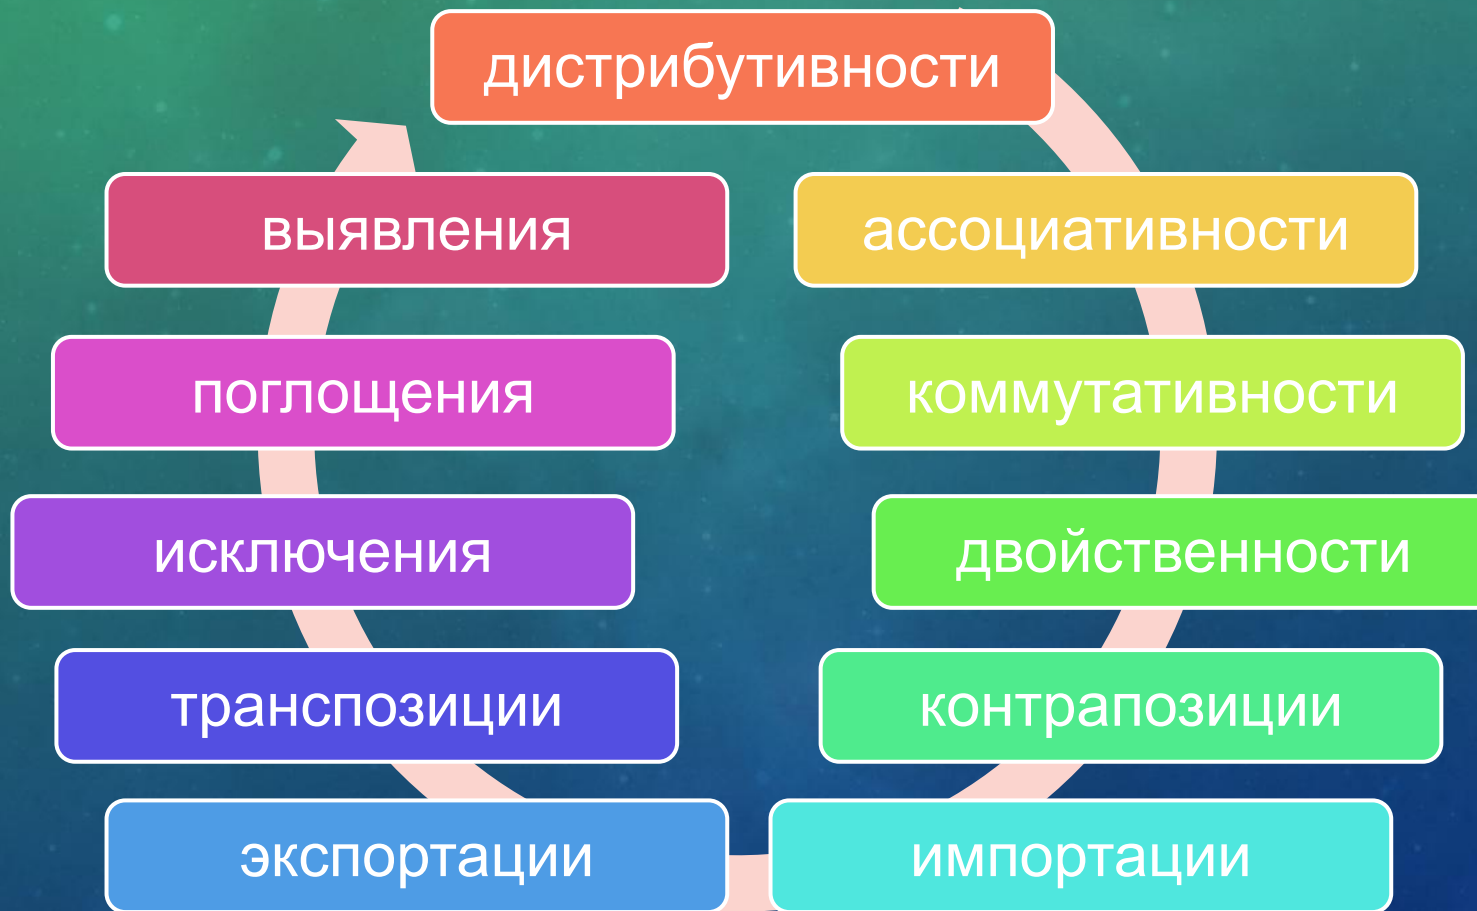 дистрибутивности
выявления
ассоциативности
поглощения
коммутативности
исключения
двойственности
транспозиции
контрапозиции
экспортации
импортации